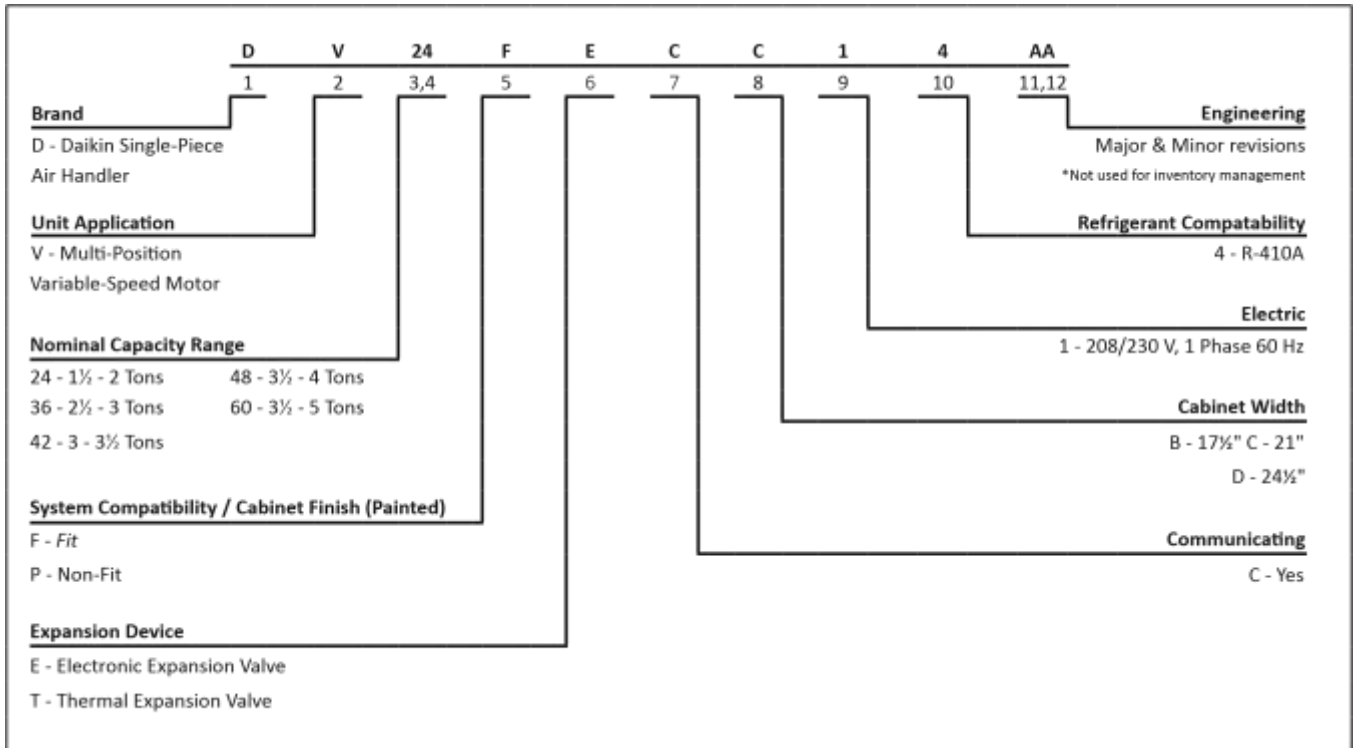 D V 24 F E C C 1 4 AA
1 2 3,4 5 6 7 8 9 10 11,12
Brand
D - Daikin Single-Piece
Air Handler
Unit Application
V - Multi-Position
Variable-Speed Motor
Nominal Capacity Range
24 - 1½ - 2 Tons 48 - 3½ - 4 Tons
36 - 2½ - 3 Tons 60 - 3½ - 5 Tons
42 - 3 - 3½ Tons
System Compatibility / Cabinet Finish (Painted)
F - Fit
P - Non-Fit
Expansion Device
E - Electronic Expansion Valve
T - Thermal Expansion Valve
Engineering
Major & Minor revisions
*Not used for inventory management
Refrigerant Compatability
4 - R-410A
Electric
1 - 208/230 V, 1 Phase 60 Hz
Cabinet Width
B - 17½" C - 21"
D - 24½"
Communicating
C - Yes